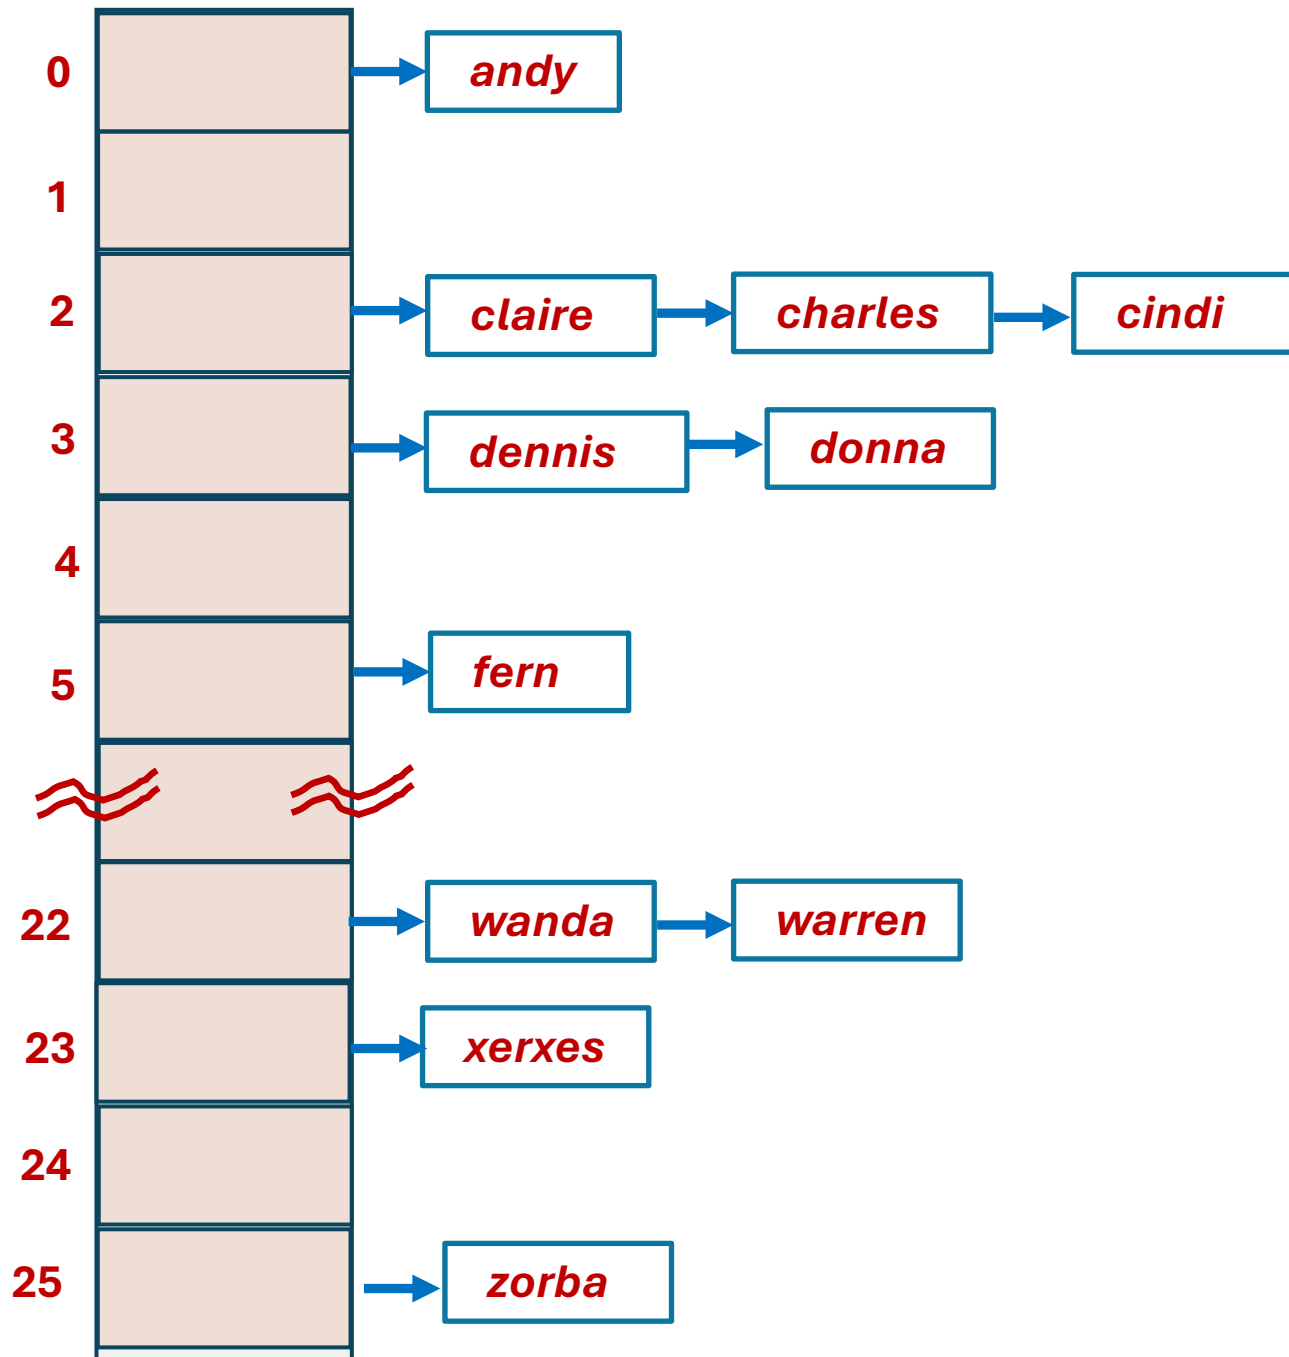 0 andy
1
2 claire charles cindi
3 dennis donna
4
5 fern
22 wanda warren
23 xerxes
24
25 zorba